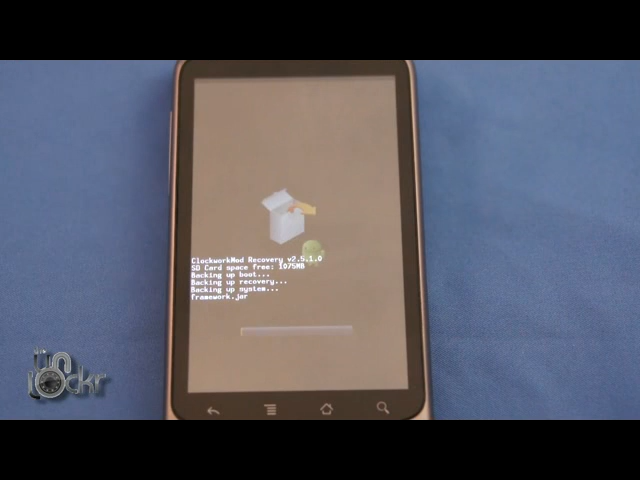 ClockworkMod Recovery v2.5.1.0
SD Card space free: 1075MB
Backing up boot...
Backing up recovery...
Backing up system...
framework.jar
unlockr